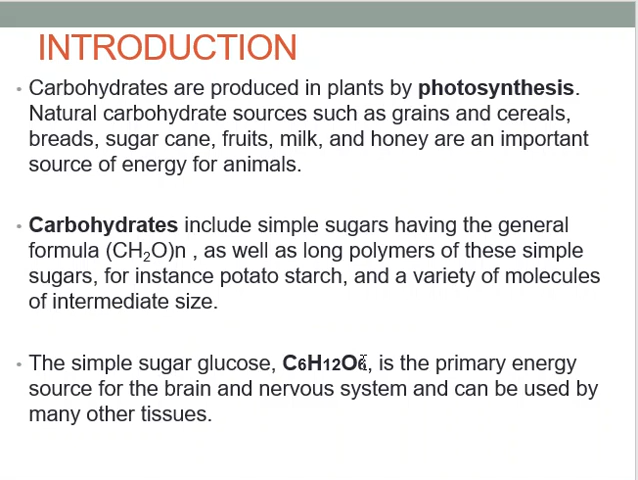 INTRODUCTION
• Carbohydrates are produced in plants by photosynthesis.
Natural carbohydrate sources such as grains and cereals,
breads, sugar cane, fruits, milk, and honey are an important
source of energy for animals.
• Carbohydrates include simple sugars having the general
formula (CH₂O)n , as well as long polymers of these simple
sugars, for instance potato starch, and a variety of molecules
of intermediate size.
• The simple sugar glucose, C6H12O6, is the primary energy
source for the brain and nervous system and can be used by
many other tissues.